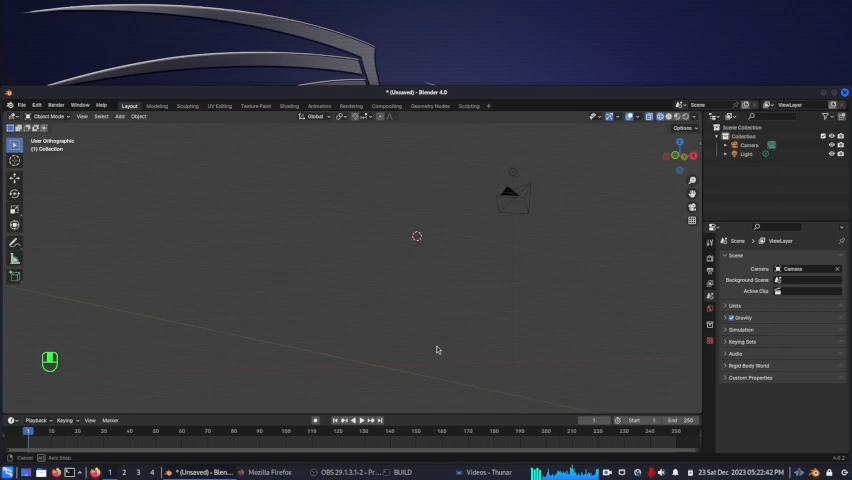 * (Unsaved) - Blender 4.0
File Edit Render Window Help
Layout Modeling Sculpting UV Editing Texture Paint Shading Animation Rendering Compositing Geometry Nodes Scripting +
Scene
ViewLayer
Object Mode View Select Add Object
Global
Options
User Orthographic
(1) Collection
Scene Collection
Collection
Camera
Light
Scene > ViewLayer
Scene
Camera Camera
Background Scene
Active Clip
Units
Gravity
Simulation
Keying Sets
Audio
Rigid Body World
Custom Properties
Playback Keying View Marker
1 Start 1 End 250
1 10 20 30 40 50 60 70 80 90 100 110 120 130 140 150 160 170 180 190 200 210 220 230 240 250
Cancel Auto Snap
4.0.2
1 2 3 4 * (Unsaved) - Blen... Mozilla Firefox OBS 29.1.3.1-2 - Pr... BUILD Videos - Thunar 23 Sat Dec 2023 05:22:42 PM